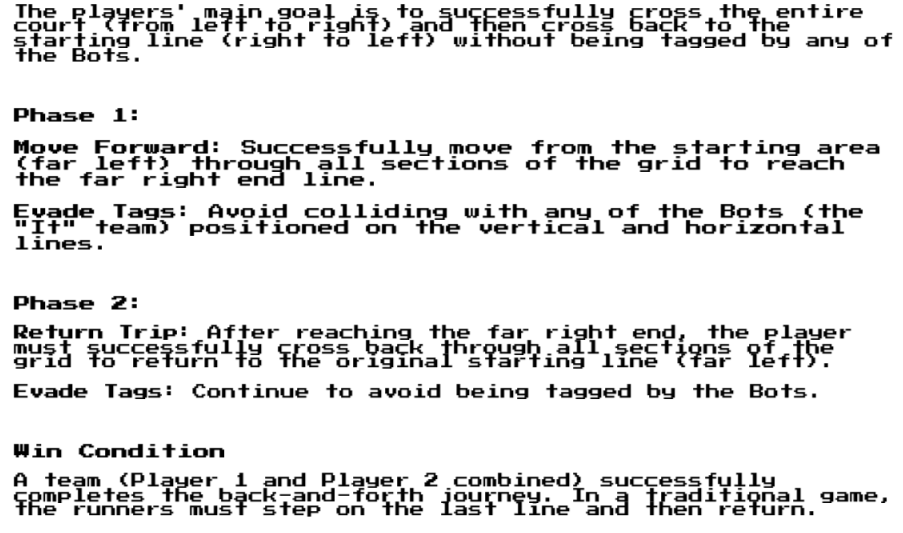 The players' main goal is to successfully cross the entire
court (from left to right) and then cross back to the
starting line (right to left) without being tagged by any of
the Bots.
Phase 1:
Move Forward: Successfully move from the starting area
(far left) through all sections of the grid to reach
the far right end line.
Evade Tags: Avoid colliding with any of the Bots (the
"It" team) positioned on the vertical and horizontal
lines.
Phase 2:
Return Trip: After reaching the far right end, the player
must successfully cross back through all sections of the
grid to return to the original starting line (far left).
Evade Tags: Continue to avoid being tagged by the Bots.
Win Condition
A team (Player 1 and Player 2 combined) successfully
completes the back-and-forth journey. In a traditional game,
the runners must step on the last line and then return.